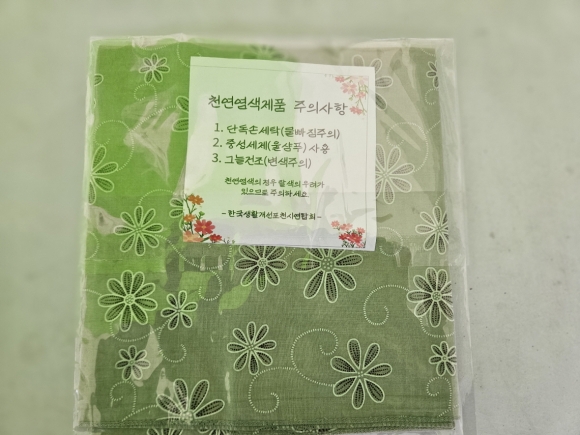 천연염색제품 주의사항
1. 단독손세탁(물빠짐주의)
2. 중성세제(울샴푸) 사용
3. 그늘건조(변색주의)
천연염색의 경우 탈색의 우려가
있으므로 주의하세요.
- 한국생활개선포천시연합회 -